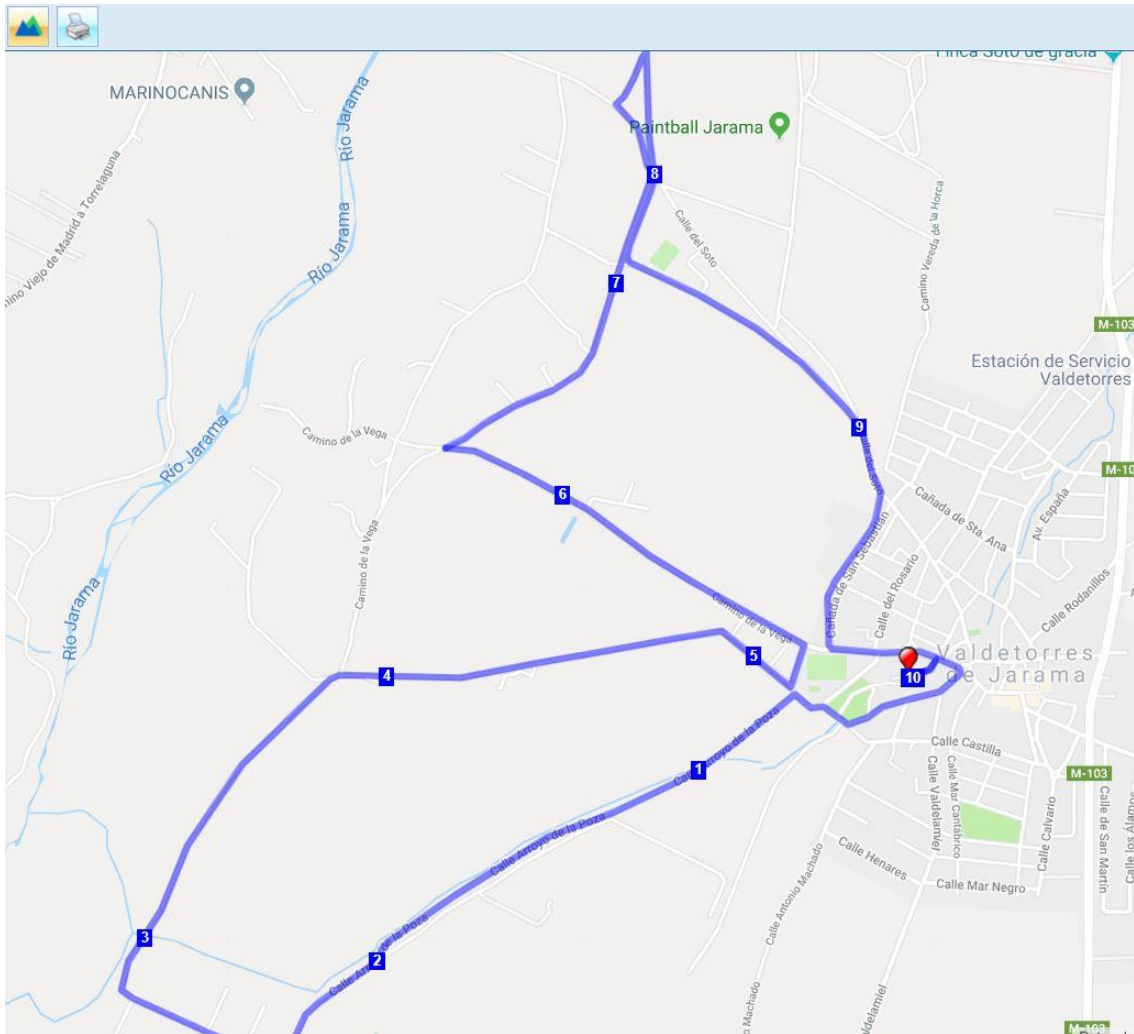 Finca Soto de gracia
MARINOCANIS
Río Jarama
Paintball Jarama
8
Camino Viejo de Madrid a Torrelaguna
Río Jarama
Camino Vereda de la Horca
Calle del Soto
Río Jarama
7
M-103
Estación de Servicio
Valdetorres
Río Jarama
Camino de la Vega
9
Calle del Soto
6
Cañada de Sta. Ana
Av. España
Camino de la Vega
Cañada de San Sebastián
Calle del Rosario
Calle Rodanillos
Río Jarama
Camino de la Vega
5
4
10
Valdetorres
de Jarama
Calle Arroyo de la Poza
1
Calle Castilla
M-103
Calle Valdelamiel
Calle Mar Cantábrico
Calle Calvario
Calle de San Martín
Calle los Álamos
Calle Arroyo de la Poza
Calle Henares
Calle Mar Negro
Calle Antonio Machado
3
2
Calle Arroyo de la Poza
Machado
Valdelamiel
M-103